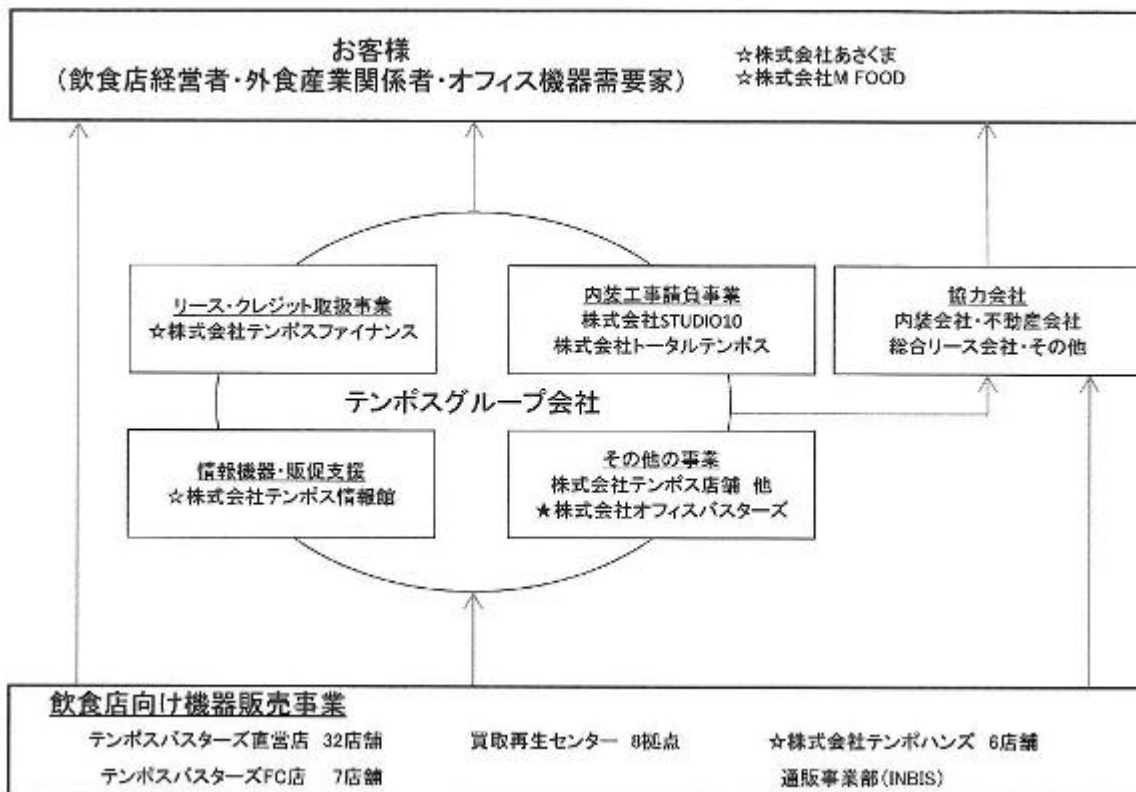 お客様
(飲食店経営者・外食産業関係者・オフィス機器需要家)
☆株式会社あさくま
☆株式会社M FOOD
リース・クレジット取扱事業
☆株式会社テンポスファイナンス
内装工事請負事業
株式会社STUDIO10
株式会社トータルテンポス
協力会社
内装会社・不動産会社
総合リース会社・その他
テンポスグループ会社
情報機器・販促支援
☆株式会社テンポス情報館
その他の事業
株式会社テンポス店舗 他
★株式会社オフィスバスターズ
飲食店向け機器販売事業
テンポスバスターズ直営店 32店舗 買取再生センター 8拠点 ☆株式会社テンポハンズ 6店舗
テンポスバスターズFC店 7店舗 通販事業部(INBIS)